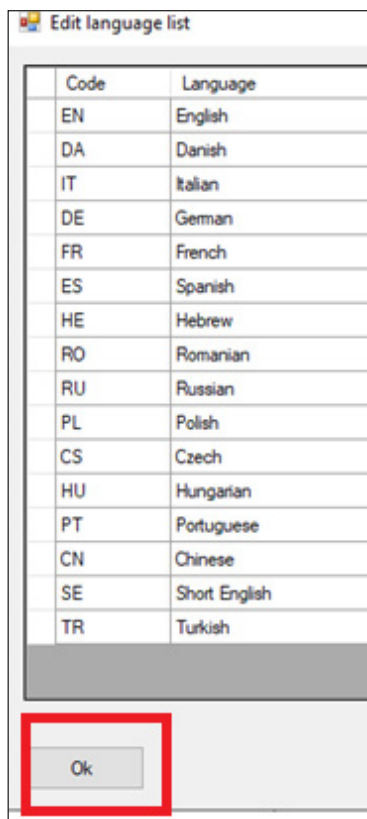 Edit language list
Code Language
EN English
DA Danish
IT Italian
DE German
FR French
ES Spanish
HE Hebrew
RO Romanian
RU Russian
PL Polish
CS Czech
HU Hungarian
PT Portuguese
CN Chinese
SE Short English
TR Turkish
Ok